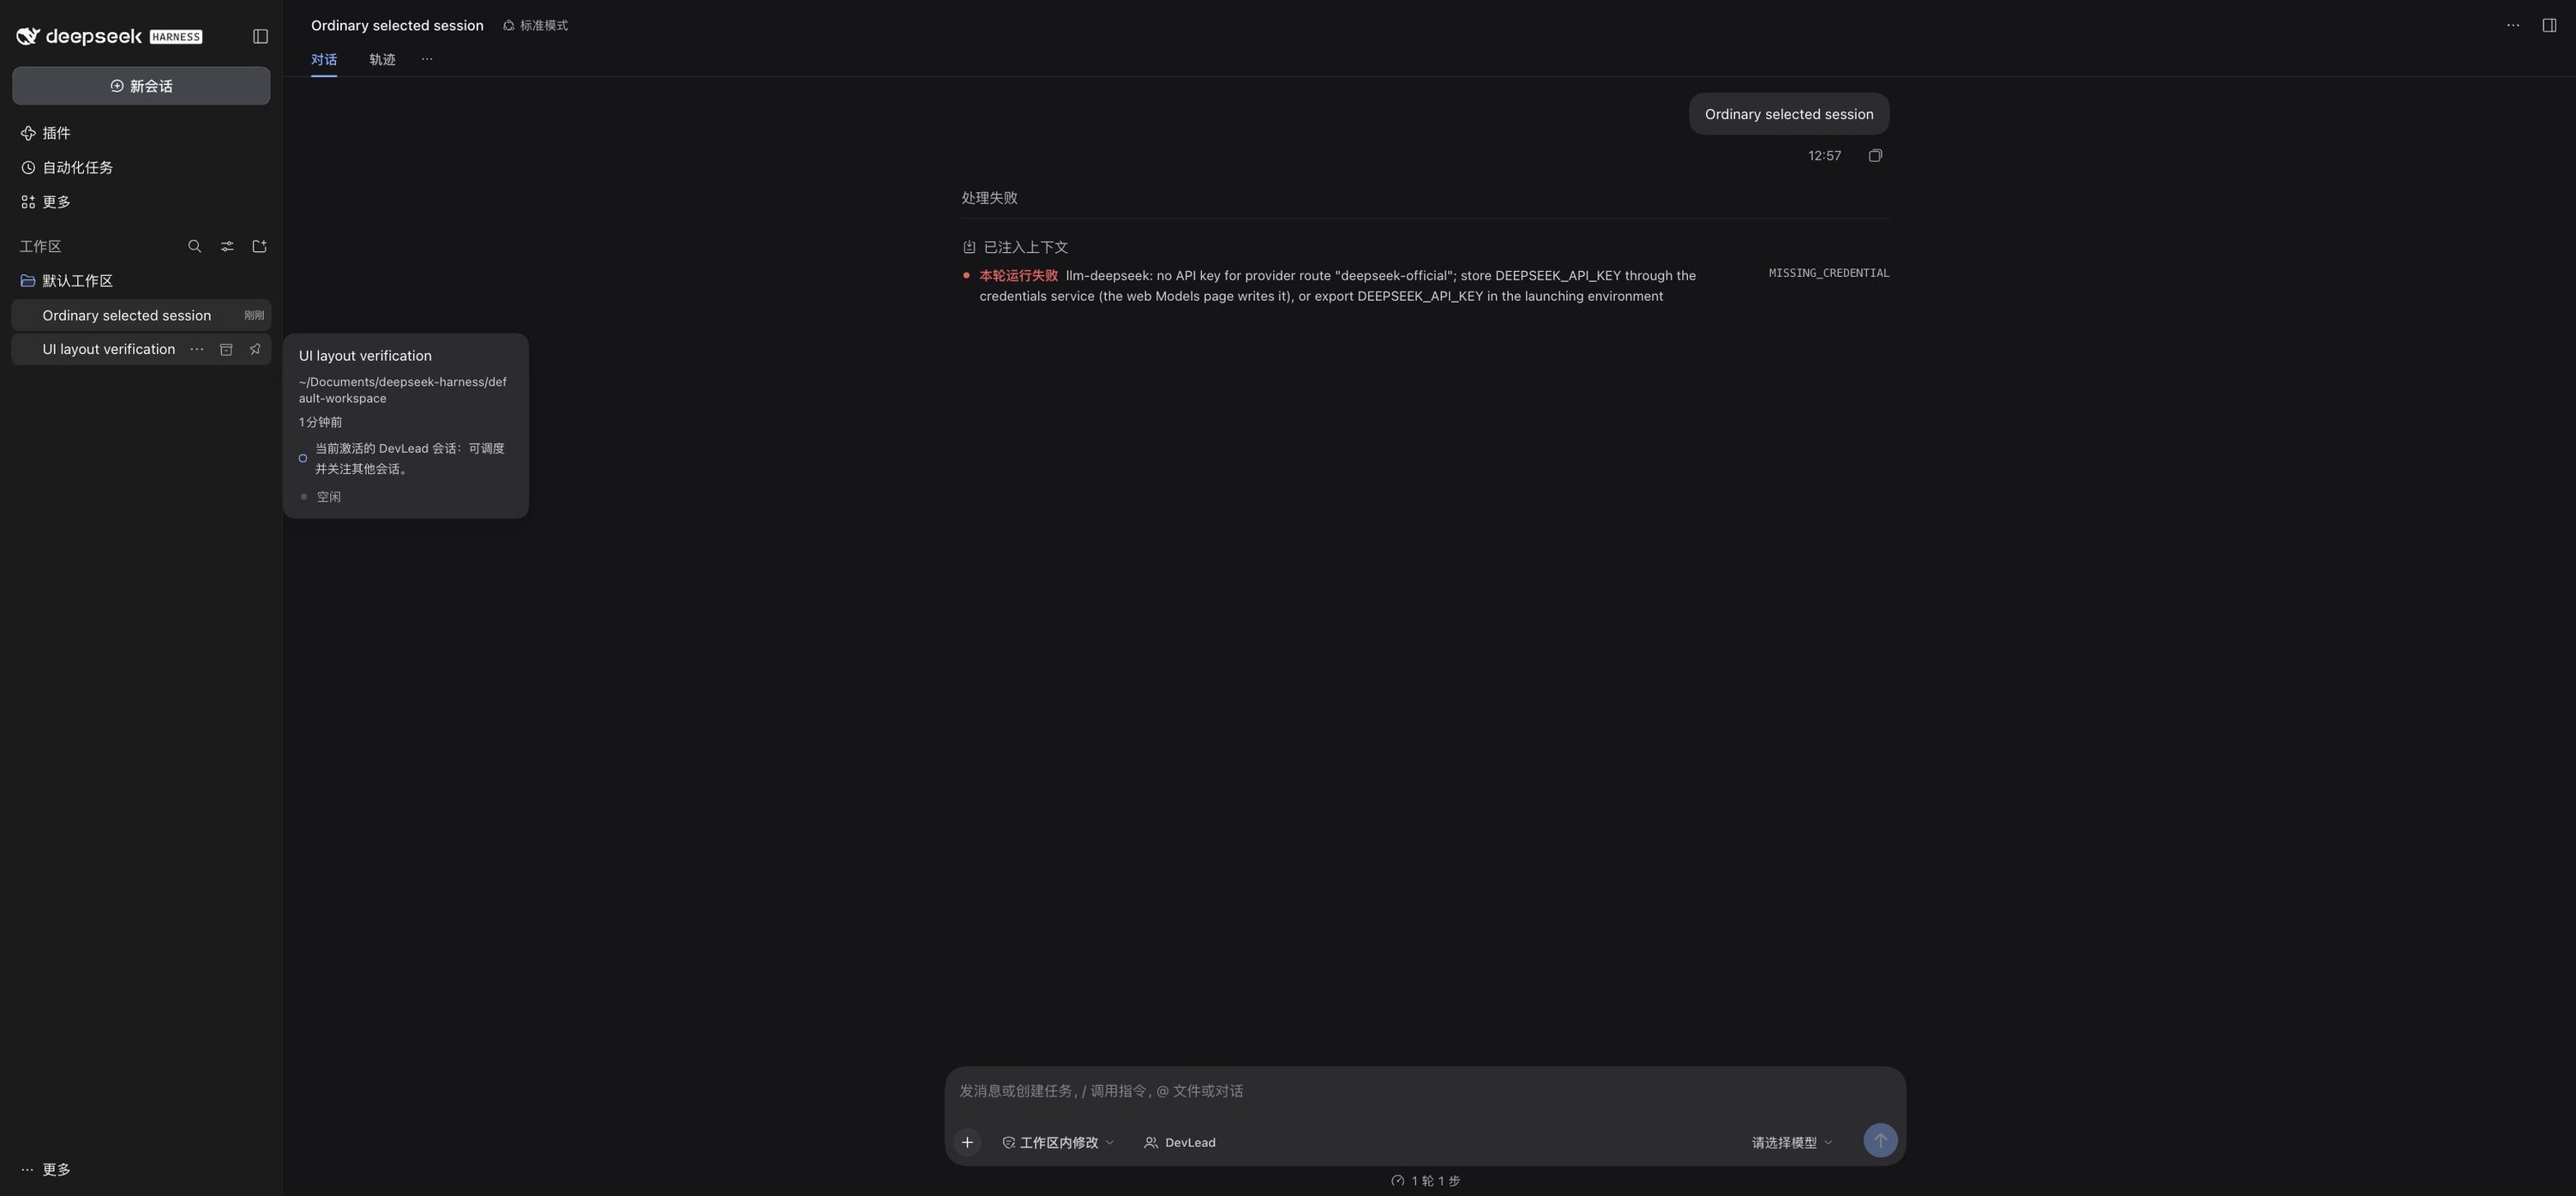 deepseek HARNESS
新会话
插件
自动化任务
更多
工作区
默认工作区
Ordinary selected session 刚刚
UI layout verification
更多
Ordinary selected session 标准模式
对话 轨迹
Ordinary selected session
12:57
处理失败
已注入上下文
本轮运行失败 llm-deepseek: no API key for provider route "deepseek-official"; store DEEPSEEK_API_KEY through the MISSING_CREDENTIAL
credentials service (the web Models page writes it), or export DEEPSEEK_API_KEY in the launching environment
UI layout verification
~/Documents/deepseek-harness/def
ault-workspace
1分钟前
当前激活的 DevLead 会话：可调度
并关注其他会话。
空闲
发消息或创建任务, / 调用指令, @ 文件或对话
工作区内修改 DevLead 请选择模型
1 轮 1 步